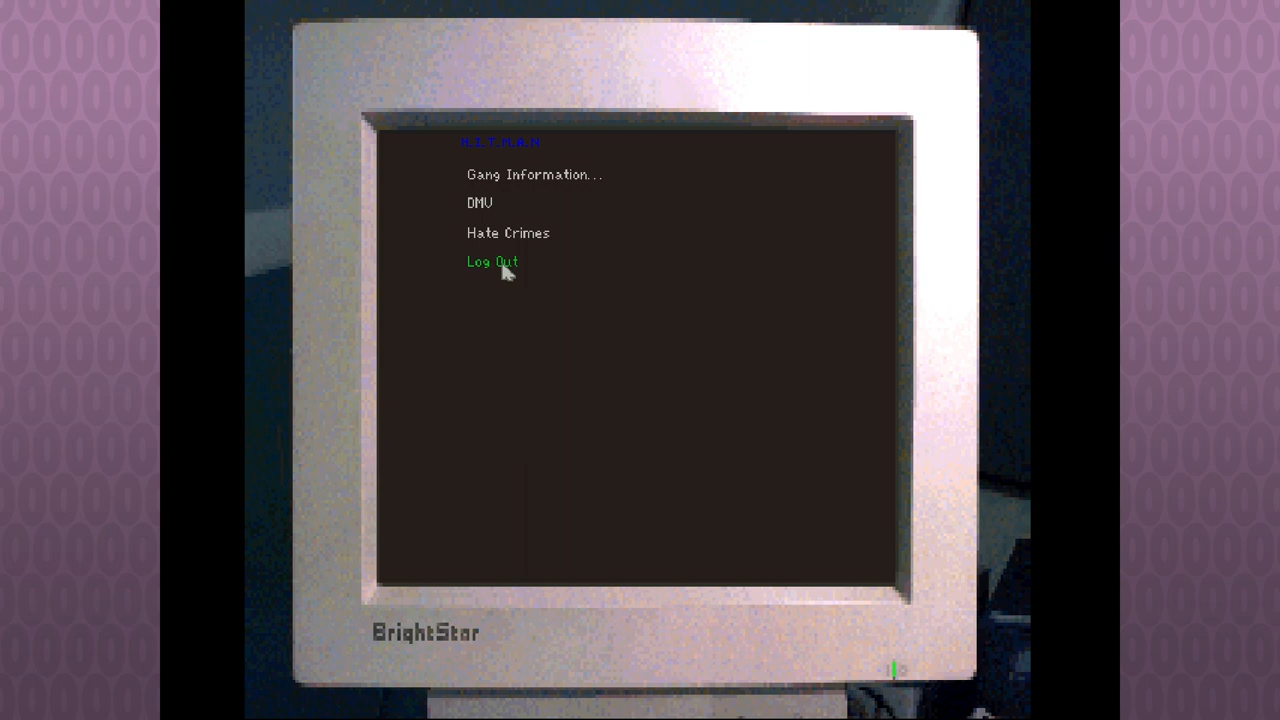 H.I.T.M.A.N
Gang Information...
DMV
Hate Crimes
Log Out
BrightStar